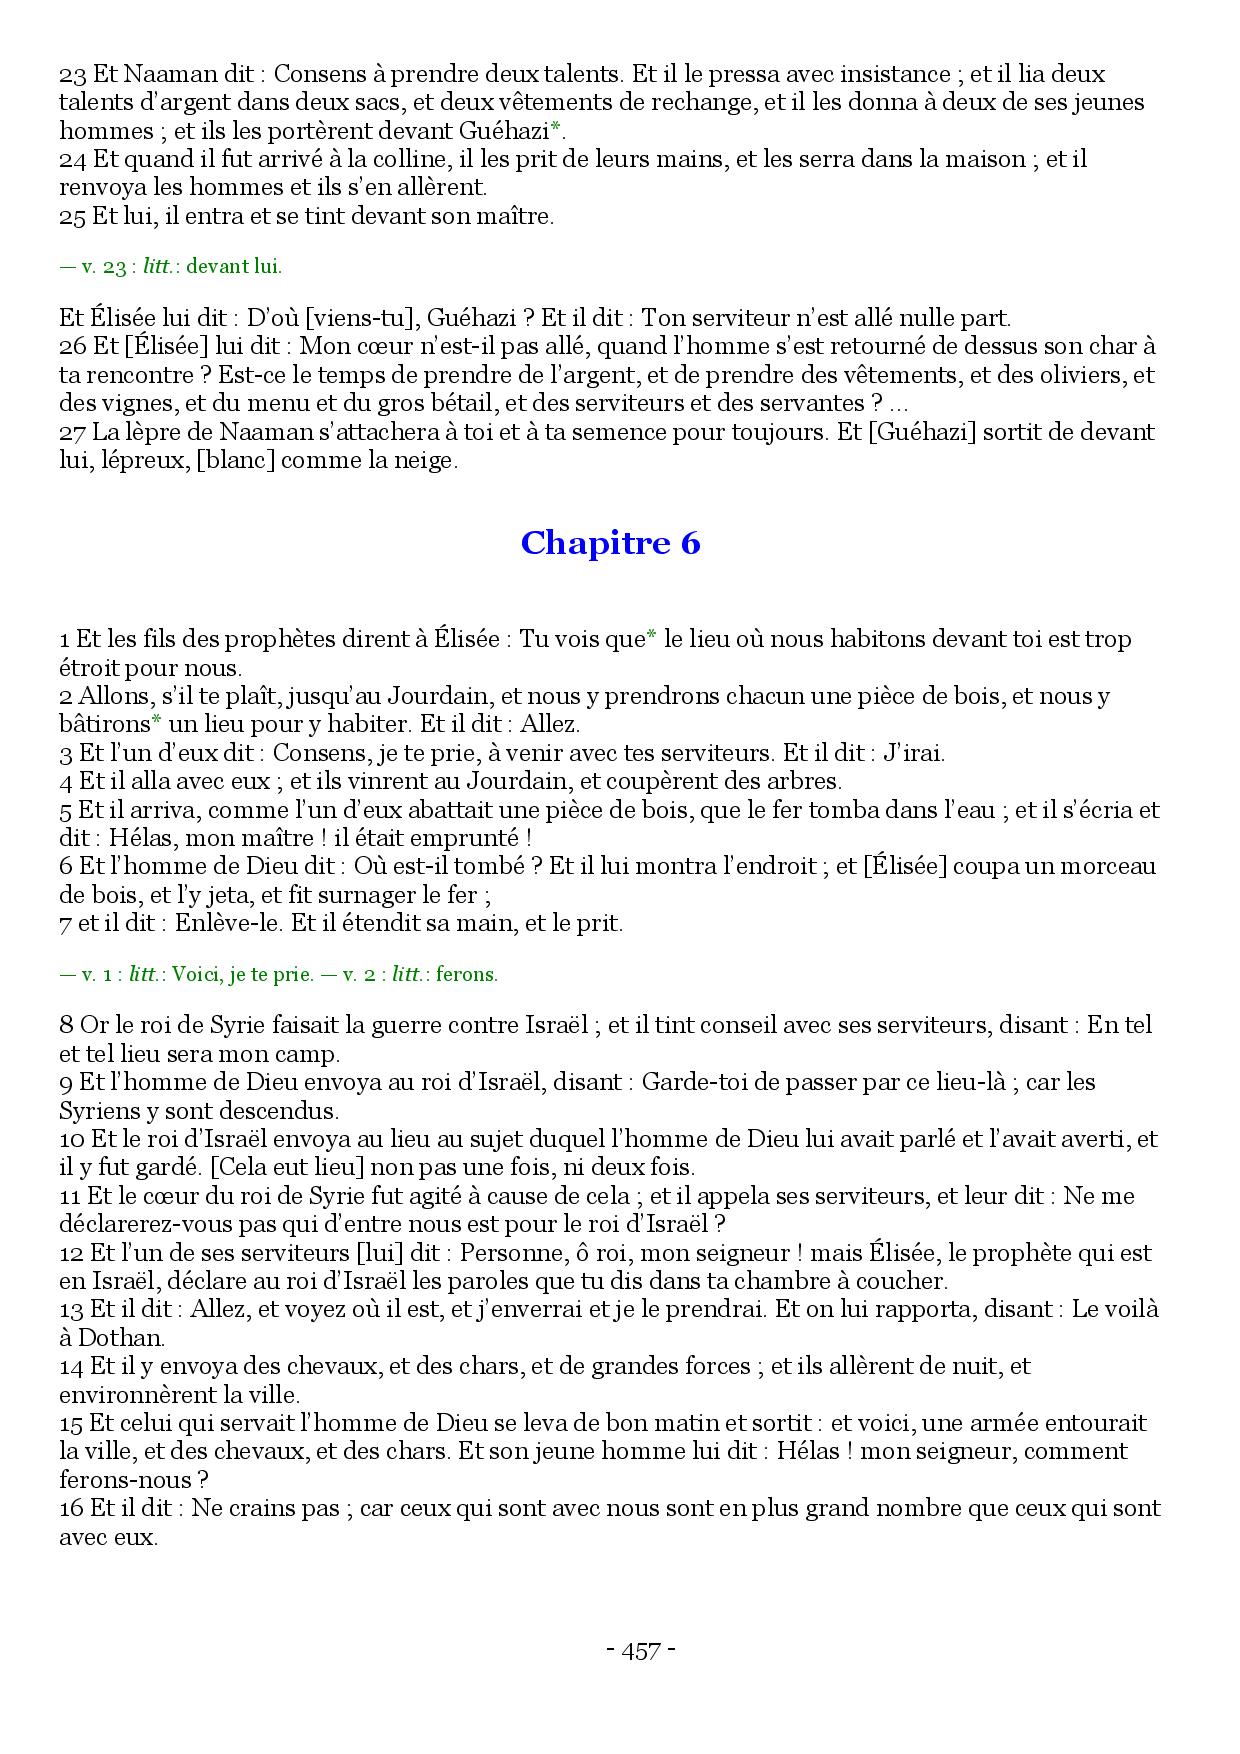 23 Et Naaman dit : Consens à prendre deux talents. Et il le pressa avec insistance ; et il lia deux
talents d’argent dans deux sacs, et deux vêtements de rechange, et il les donna à deux de ses jeunes
hommes ; et ils les portèrent devant Guéhazi*.
24 Et quand il fut arrivé à la colline, il les prit de leurs mains, et les serra dans la maison ; et il
renvoya les hommes et ils s’en allèrent.
25 Et lui, il entra et se tint devant son maître.
— v. 23 : litt.: devant lui.
Et Élisée lui dit : D’où [viens-tu], Guéhazi ? Et il dit : Ton serviteur n’est allé nulle part.
26 Et [Élisée] lui dit : Mon cœur n’est-il pas allé, quand l’homme s’est retourné de dessus son char à
ta rencontre ? Est-ce le temps de prendre de l’argent, et de prendre des vêtements, et des oliviers, et
des vignes, et du menu et du gros bétail, et des serviteurs et des servantes ? ...
27 La lèpre de Naaman s’attachera à toi et à ta semence pour toujours. Et [Guéhazi] sortit de devant
lui, lépreux, [blanc] comme la neige.
Chapitre 6
1 Et les fils des prophètes dirent à Élisée : Tu vois que* le lieu où nous habitons devant toi est trop
étroit pour nous.
2 Allons, s’il te plaît, jusqu’au Jourdain, et nous y prendrons chacun une pièce de bois, et nous y
bâtirons* un lieu pour y habiter. Et il dit : Allez.
3 Et l’un d’eux dit : Consens, je te prie, à venir avec tes serviteurs. Et il dit : J’irai.
4 Et il alla avec eux ; et ils vinrent au Jourdain, et coupèrent des arbres.
5 Et il arriva, comme l’un d’eux abattait une pièce de bois, que le fer tomba dans l’eau ; et il s’écria et
dit : Hélas, mon maître ! il était emprunté !
6 Et l’homme de Dieu dit : Où est-il tombé ? Et il lui montra l’endroit ; et [Élisée] coupa un morceau
de bois, et l’y jeta, et fit surnager le fer ;
7 et il dit : Enlève-le. Et il étendit sa main, et le prit.
— v. 1 : litt.: Voici, je te prie. — v. 2 : litt.: ferons.
8 Or le roi de Syrie faisait la guerre contre Israël ; et il tint conseil avec ses serviteurs, disant : En tel
et tel lieu sera mon camp.
9 Et l’homme de Dieu envoya au roi d’Israël, disant : Garde-toi de passer par ce lieu-là ; car les
Syriens y sont descendus.
10 Et le roi d’Israël envoya au lieu au sujet duquel l’homme de Dieu lui avait parlé et l’avait averti, et
il y fut gardé. [Cela eut lieu] non pas une fois, ni deux fois.
11 Et le cœur du roi de Syrie fut agité à cause de cela ; et il appela ses serviteurs, et leur dit : Ne me
déclarerez-vous pas qui d’entre nous est pour le roi d’Israël ?
12 Et l’un de ses serviteurs [lui] dit : Personne, ô roi, mon seigneur ! mais Élisée, le prophète qui est
en Israël, déclare au roi d’Israël les paroles que tu dis dans ta chambre à coucher.
13 Et il dit : Allez, et voyez où il est, et j’enverrai et je le prendrai. Et on lui rapporta, disant : Le voilà
à Dothan.
14 Et il y envoya des chevaux, et des chars, et de grandes forces ; et ils allèrent de nuit, et
environnèrent la ville.
15 Et celui qui servait l’homme de Dieu se leva de bon matin et sortit : et voici, une armée entourait
la ville, et des chevaux, et des chars. Et son jeune homme lui dit : Hélas ! mon seigneur, comment
ferons-nous ?
16 Et il dit : Ne crains pas ; car ceux qui sont avec nous sont en plus grand nombre que ceux qui sont
avec eux.
- 457 -